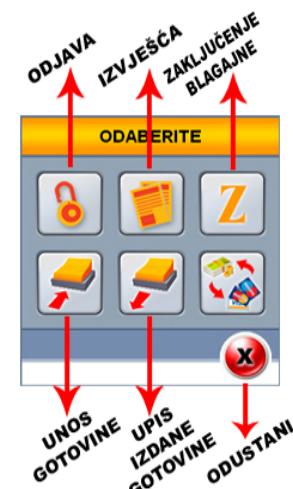 ODJAVA
IZVJEŠĆA
ZAKLJUČENJE
BLAGAJNE
ODABERITE
Z
X
UNOS
GOTOVINE
UPIS
IZDANE
GOTOVINE
ODUSTANI